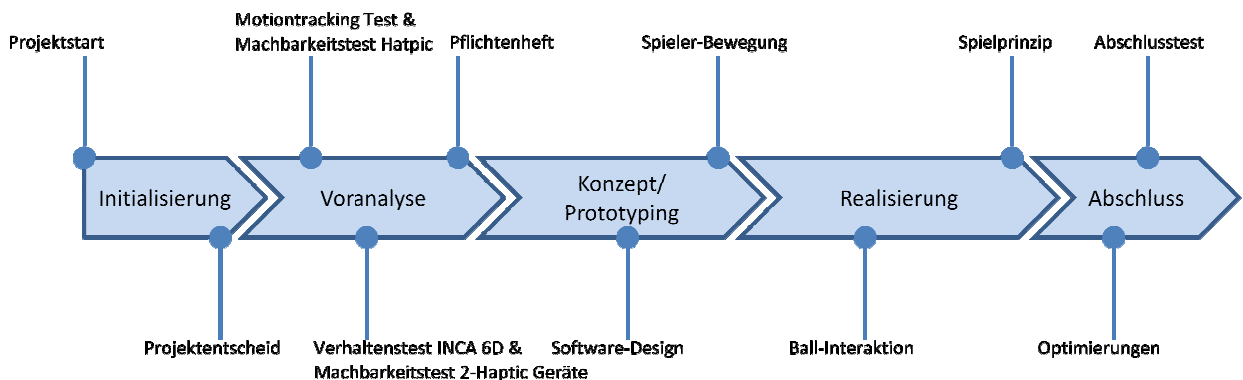 Motiontracking Test &
Projektstart
Machbarkeitstest Hatpic
Pflichtenheft
Spieler-Bewegung
Spielprinzip
Abschlusstest
Initialisierung
Voranalyse
Konzept/
Prototyping
Realisierung
Abschluss
Projektentscheid
Verhaltenstest INCA 6D &
Machbarkeitstest 2-Haptic Geräte
Software-Design
Ball-Interaktion
Optimierungen